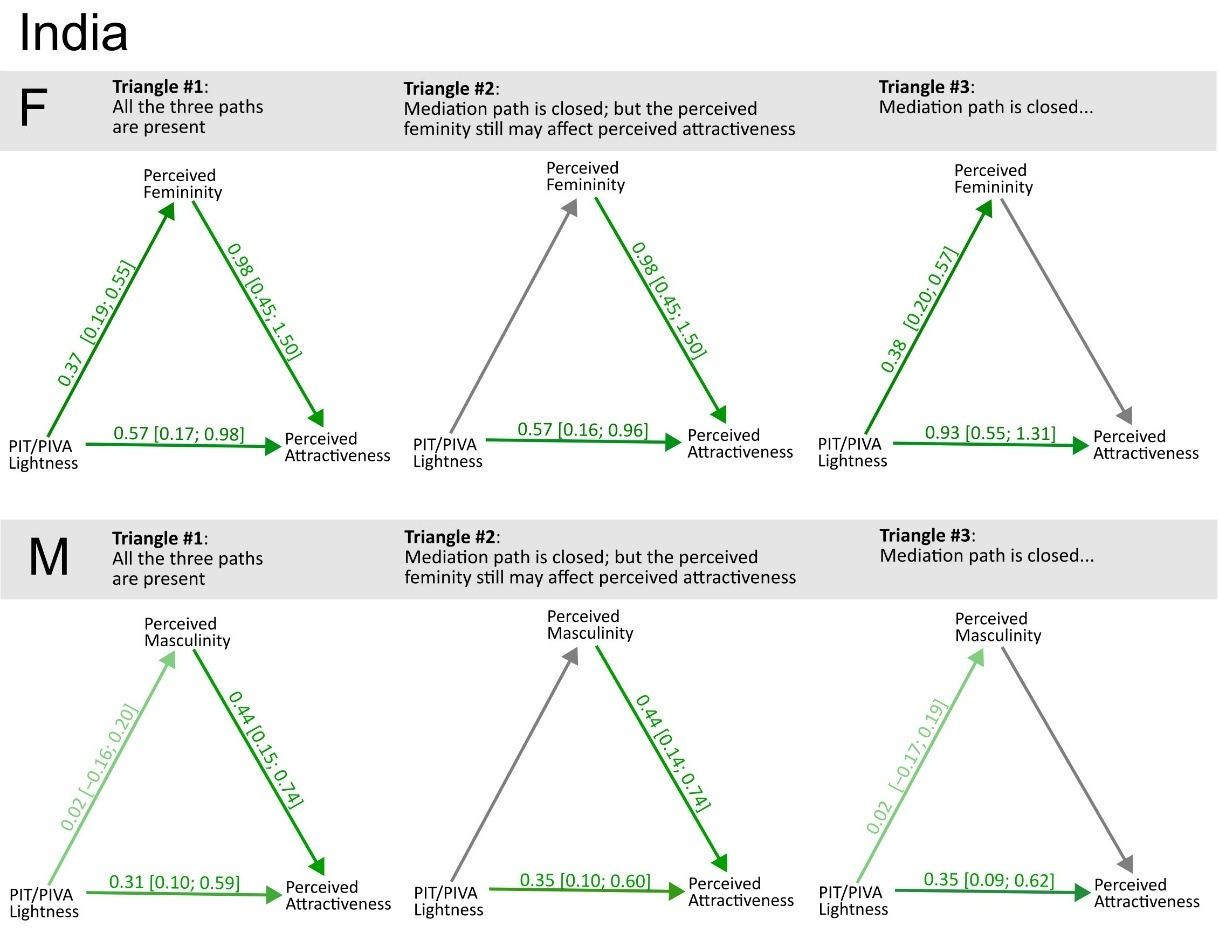 India
F
Triangle #1:
All the three paths
are present
Triangle #2:
Mediation path is closed; but the perceived
feminity still may affect perceived attractiveness
Triangle #3:
Mediation path is closed...
Perceived
Femininity
0.37 [0.19; 0.55]
0.98 [0.45; 1.50]
0.57 [0.17; 0.98]
PIT/PIVA
Lightness
Perceived
Attractiveness
Perceived
Femininity
0.98 [0.45; 1.50]
0.57 [0.16; 0.96]
PIT/PIVA
Lightness
Perceived
Attractiveness
Perceived
Femininity
0.38 [0.20; 0.57]
0.93 [0.55; 1.31]
PIT/PIVA
Lightness
Perceived
Attractiveness
M
Triangle #1:
All the three paths
are present
Triangle #2:
Mediation path is closed; but the perceived
feminity still may affect perceived attractiveness
Triangle #3:
Mediation path is closed...
Perceived
Masculinity
0.02 [−0.16; 0.20]
0.44 [0.15; 0.74]
0.31 [0.10; 0.59]
PIT/PIVA
Lightness
Perceived
Attractiveness
Perceived
Masculinity
0.44 [0.14; 0.74]
0.35 [0.10; 0.60]
PIT/PIVA
Lightness
Perceived
Attractiveness
Perceived
Masculinity
0.02 [−0.17; 0.19]
0.35 [0.09; 0.62]
PIT/PIVA
Lightness
Perceived
Attractiveness